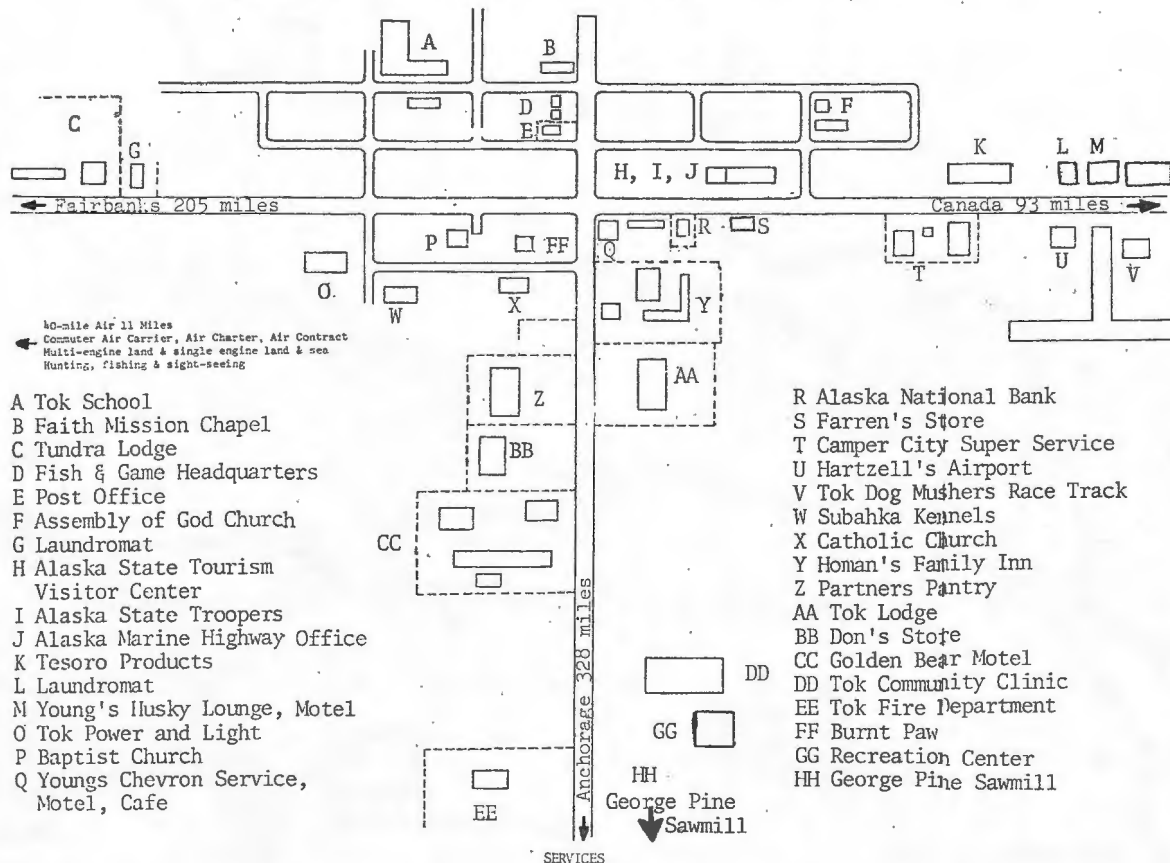 A
B
C
D
E
F
G
H, I, J
K
L
M
Fairbanks 205 miles
Canada 93 miles
P
FF
Q
R
S
T
U
V
O
W
X
Y
40-mile Air 11 Miles
Commuter Air Carrier, Air Charter, Air Contract
Multi-engine land & single engine land & sea
Hunting, fishing & sight-seeing
Z
AA
BB
CC
DD
GG
HH
EE
Anchorage 328 miles
George Pine
Sawmill
A Tok School
B Faith Mission Chapel
C Tundra Lodge
D Fish & Game Headquarters
E Post Office
F Assembly of God Church
G Laundromat
H Alaska State Tourism
Visitor Center
I Alaska State Troopers
J Alaska Marine Highway Office
K Tesoro Products
L Laundromat
M Young's Husky Lounge, Motel
O Tok Power and Light
P Baptist Church
Q Youngs Chevron Service,
Motel, Cafe
R Alaska National Bank
S Farren's Store
T Camper City Super Service
U Hartzell's Airport
V Tok Dog Mushers Race Track
W Subahka Kennels
X Catholic Church
Y Homan's Family Inn
Z Partners Pantry
AA Tok Lodge
BB Don's Store
CC Golden Bear Motel
DD Tok Community Clinic
EE Tok Fire Department
FF Burnt Paw
GG Recreation Center
HH George Pine Sawmill
SERVICES